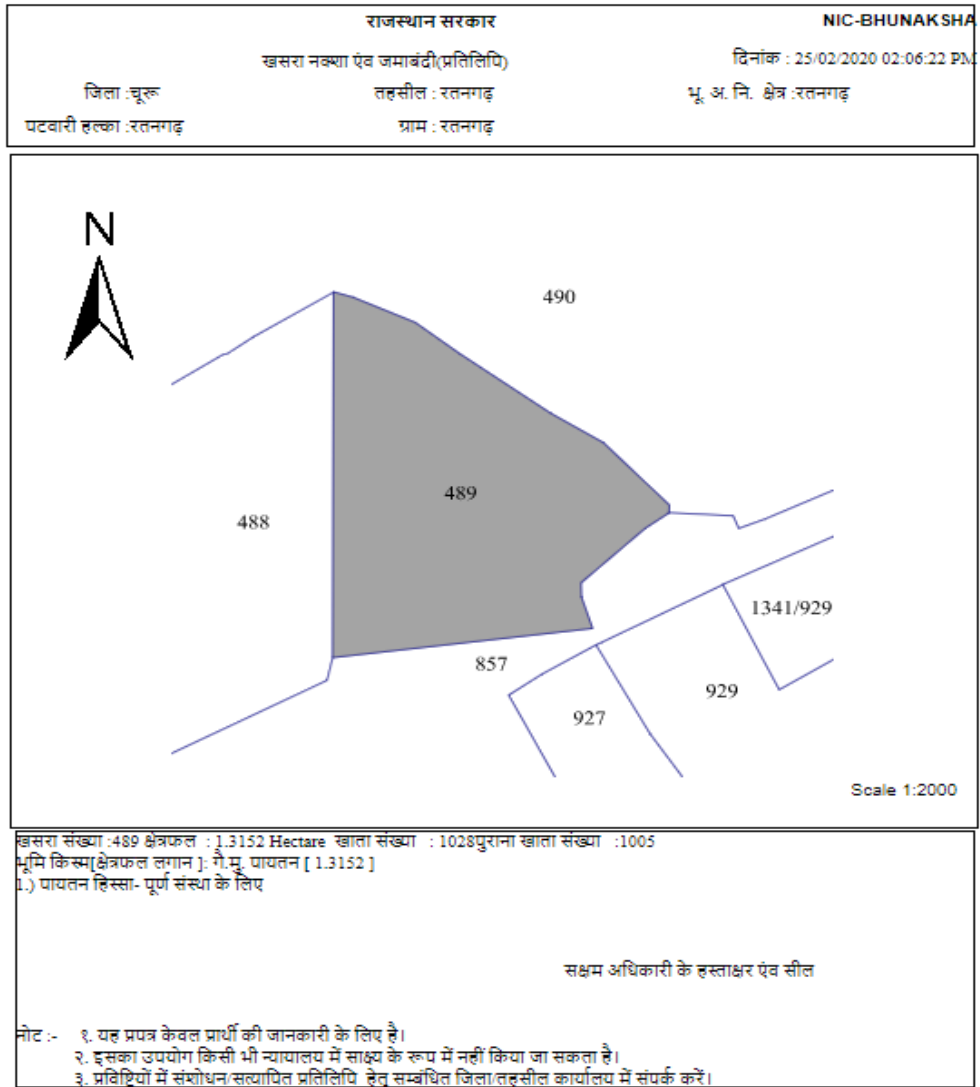 राजस्थान सरकार NIC-BHUNAKSHA
खसरा नक्शा एंव जमाबंदी(प्रतिलिपि) दिनांक : 25/02/2020 02:06:22 PM
जिला :चूरू तहसील : रतनगढ़ भू. अ. नि. क्षेत्र :रतनगढ़
पटवारी हल्का :रतनगढ़ ग्राम : रतनगढ़
N
490
489
488
1341/929
857
929
927
Scale 1:2000
खसरा संख्या :489 क्षेत्रफल : 1.3152 Hectare खाता संख्या : 1028पुराना खाता संख्या :1005
भूमि किस्म[क्षेत्रफल लगान ]: गै.मु. पायतन [ 1.3152 ]
1.) पायतन हिस्सा- पूर्ण संस्था के लिए
सक्षम अधिकारी के हस्ताक्षर एंव सील
नोट :- १. यह प्रपत्र केवल प्रार्थी की जानकारी के लिए है।
२. इसका उपयोग किसी भी न्यायालय में साक्ष्य के रूप में नहीं किया जा सकता है।
३. प्रविष्टियों में संशोधन/सत्यापित प्रतिलिपि हेतु सम्बंधित जिला/तहसील कार्यालय में संपर्क करें।